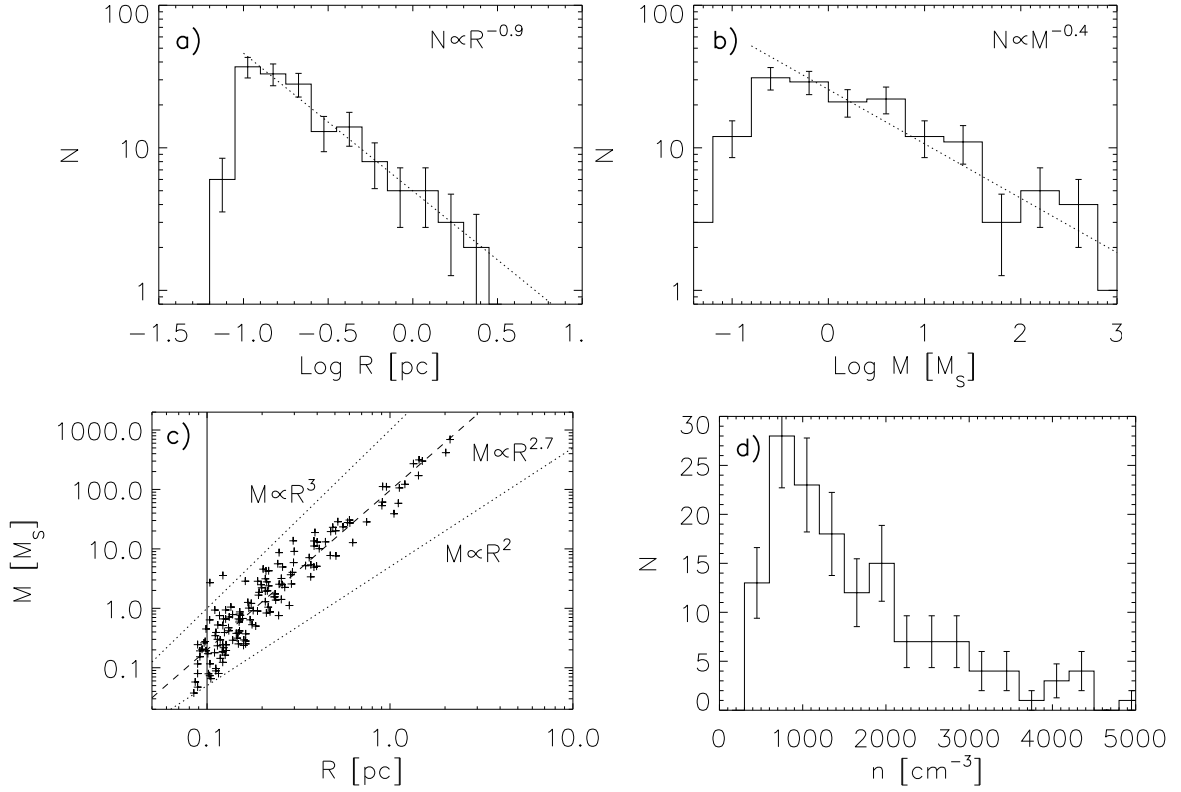 a)
N∝R^−0.9
100
10
1
N
−1.5 −1.0 −0.5 0.0 0.5 1.
Log R [pc]
b)
N∝M^−0.4
100
10
1
N
−1 0 1 2 3
Log M [M_S]
c)
M∝R^3
M∝R^2.7
M∝R^2
1000.0
100.0
10.0
1.0
0.1
M [M_S]
0.1 1.0 10.0
R [pc]
d)
30
25
20
15
10
5
0
N
0 1000 2000 3000 4000 5000
n [cm^−3]